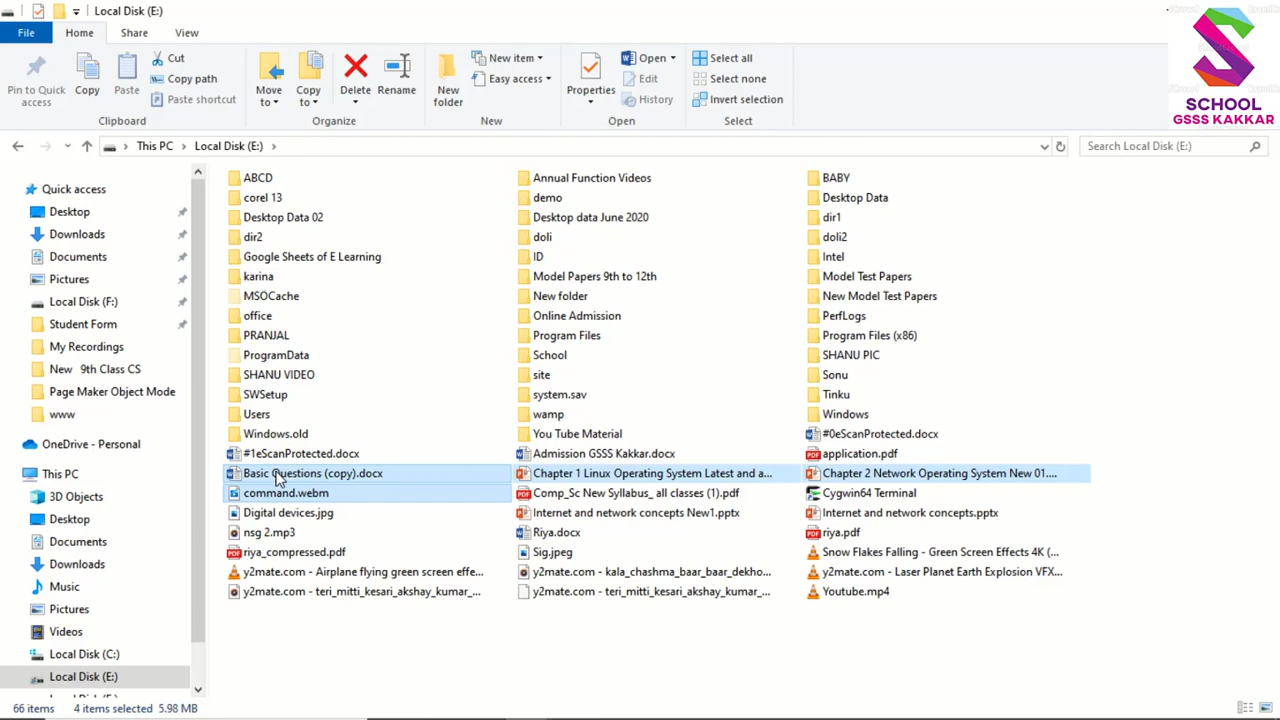 Local Disk (E:)
File Home Share View
Pin to Quick access
Copy
Paste
Cut
Copy path
Paste shortcut
Clipboard
Move to
Copy to
Delete
Rename
Organize
New folder
New item
Easy access
New
Properties
Open
Edit
History
Open
Select all
Select none
Invert selection
Select
SCHOOL
GSSS KAKKAR
This PC Local Disk (E:)
Search Local Disk (E:)
Quick access
Desktop
Downloads
Documents
Pictures
Local Disk (F:)
Student Form
My Recordings
New 9th Class CS
Page Maker Object Mode
www
OneDrive - Personal
This PC
3D Objects
Desktop
Documents
Downloads
Music
Pictures
Videos
Local Disk (C:)
Local Disk (E:)
ABCD Annual Function Videos BABY
corel 13 demo Desktop Data
Desktop Data 02 Desktop data June 2020 dir1
dir2 doli doli2
Google Sheets of E Learning ID Intel
karina Model Papers 9th to 12th Model Test Papers
MSOCache New folder New Model Test Papers
office Online Admission PerfLogs
PRANJAL Program Files Program Files (x86)
ProgramData School SHANU PIC
SHANU VIDEO site Sonu
SWSetup system.sav Tinku
Users wamp Windows
Windows.old You Tube Material #0eScanProtected.docx
#1eScanProtected.docx Admission GSSS Kakkar.docx application.pdf
Basic Questions (copy).docx Chapter 1 Linux Operating System Latest and a... Chapter 2 Network Operating System New 01....
command.webm Comp_Sc New Syllabus_ all classes (1).pdf Cygwin64 Terminal
Digital devices.jpg Internet and network concepts New1.pptx Internet and network concepts.pptx
nsg 2.mp3 Riya.docx riya.pdf
riya_compressed.pdf Sig.jpeg Snow Flakes Falling - Green Screen Effects 4K (...
y2mate.com - Airplane flying green screen effe... y2mate.com - kala_chashma_baar_baar_dekho... y2mate.com - Laser Planet Earth Explosion VFX...
y2mate.com - teri_mitti_kesari_akshay_kumar_... y2mate.com - teri_mitti_kesari_akshay_kumar_... Youtube.mp4
66 items 4 items selected 5.98 MB